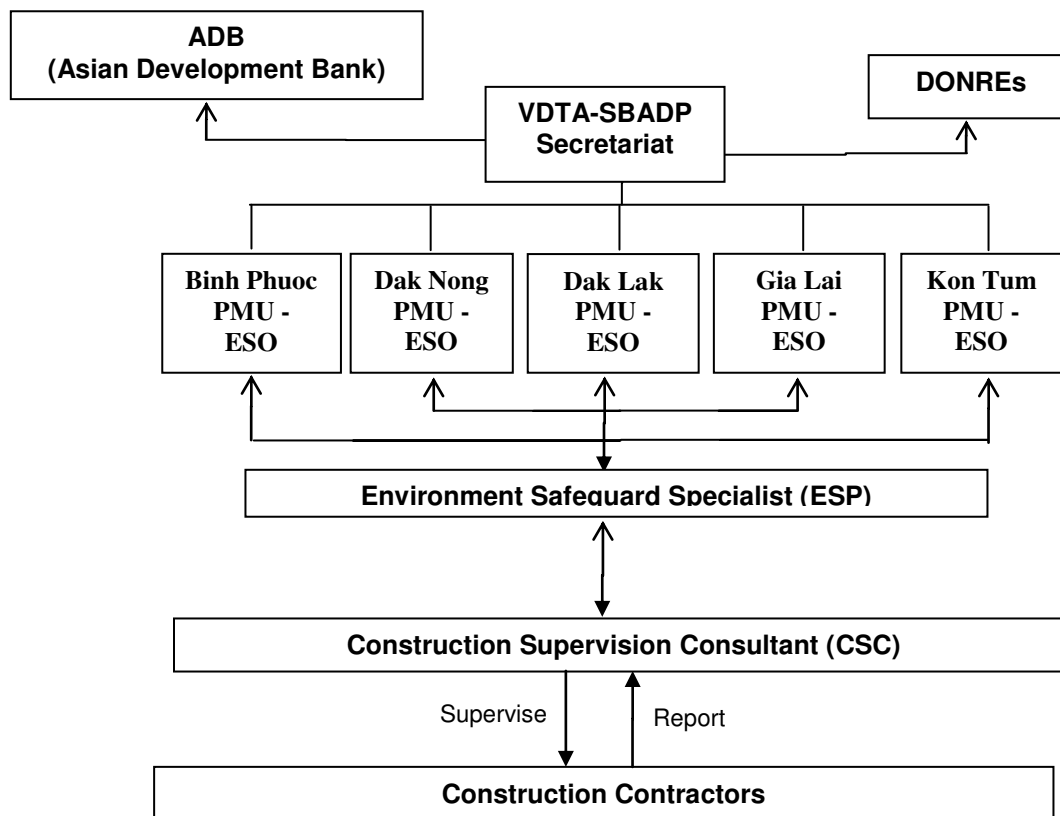 ADB
(Asian Development Bank)
DONREs
VDTA-SBADP
Secretariat
Binh Phuoc
PMU -
ESO
Dak Nong
PMU -
ESO
Dak Lak
PMU -
ESO
Gia Lai
PMU -
ESO
Kon Tum
PMU -
ESO
Environment Safeguard Specialist (ESP)
Construction Supervision Consultant (CSC)
Supervise
Report
Construction Contractors